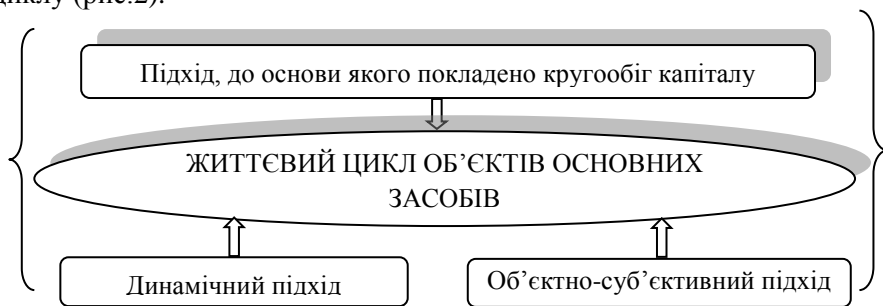 циклу (рис.2).
Підхід, до основи якого покладено кругообіг капіталу
ЖИТТЄВИЙ ЦИКЛ ОБ’ЄКТІВ ОСНОВНИХ
ЗАСОБІВ
Динамічний підхід
Об’єктно-суб’єктивний підхід